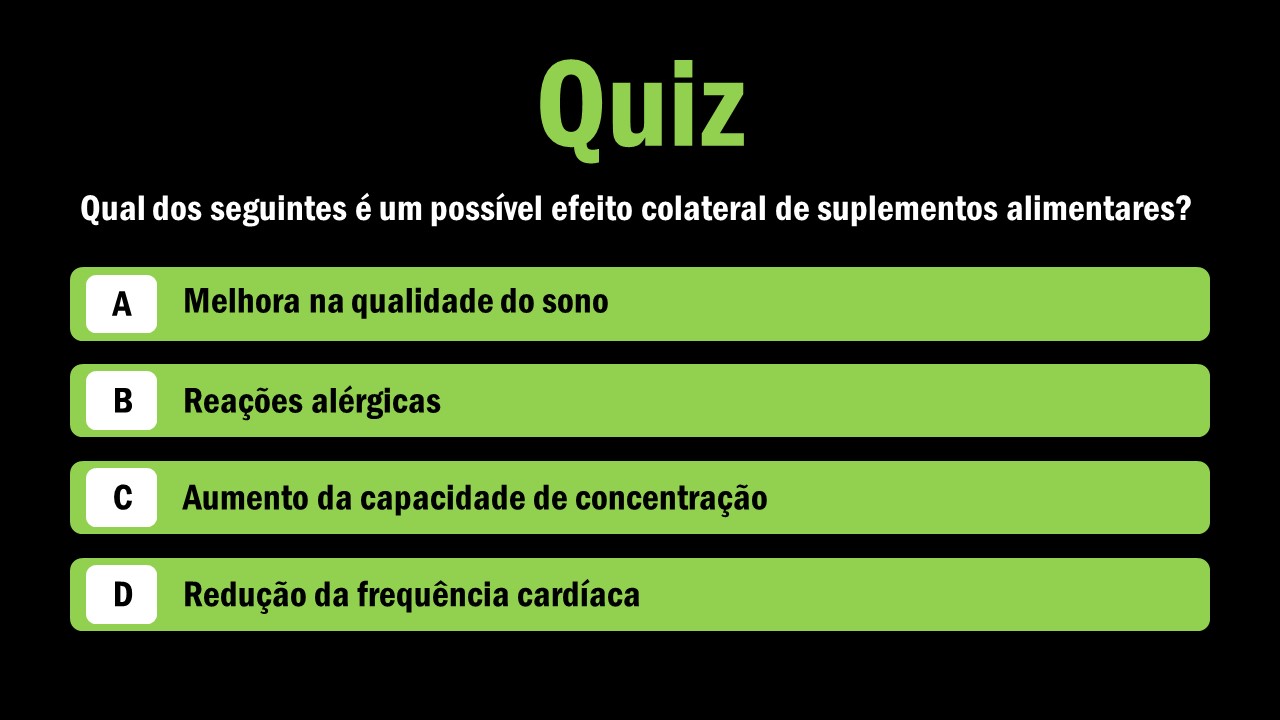 Quiz
Qual dos seguintes é um possível efeito colateral de suplementos alimentares?
A Melhora na qualidade do sono
B Reações alérgicas
C Aumento da capacidade de concentração
D Redução da frequência cardíaca